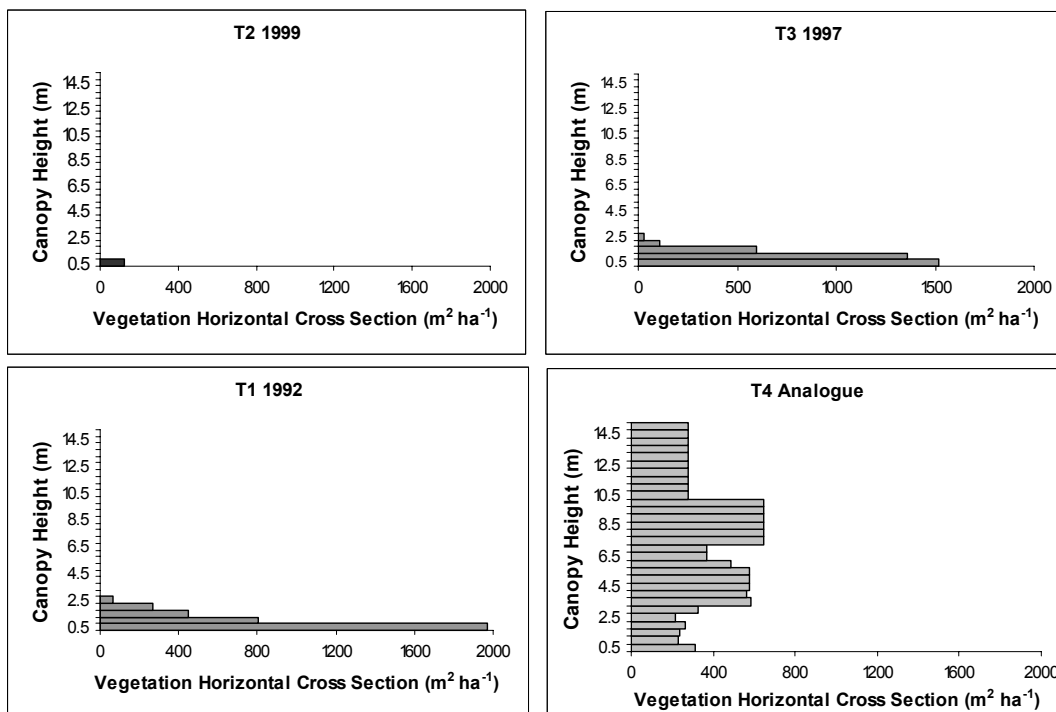 T2 1999
Canopy Height (m)
14.5
12.5
10.5
8.5
6.5
4.5
2.5
0.5
0 400 800 1200 1600 2000
Vegetation Horizontal Cross Section (m² ha⁻¹)
T3 1997
Canopy Height (m)
14.5
12.5
10.5
8.5
6.5
4.5
2.5
0.5
0 500 1000 1500 2000
Vegetation Horizontal Cross Section (m² ha⁻¹)
T1 1992
Canopy Height (m)
14.5
12.5
10.5
8.5
6.5
4.5
2.5
0.5
0 400 800 1200 1600 2000
Vegetation Horizontal Cross Section (m² ha⁻¹)
T4 Analogue
Canopy Height (m)
14.5
12.5
10.5
8.5
6.5
4.5
2.5
0.5
0 400 800 1200 1600 2000
Vegetation Horizontal Cross Section (m² ha⁻¹)